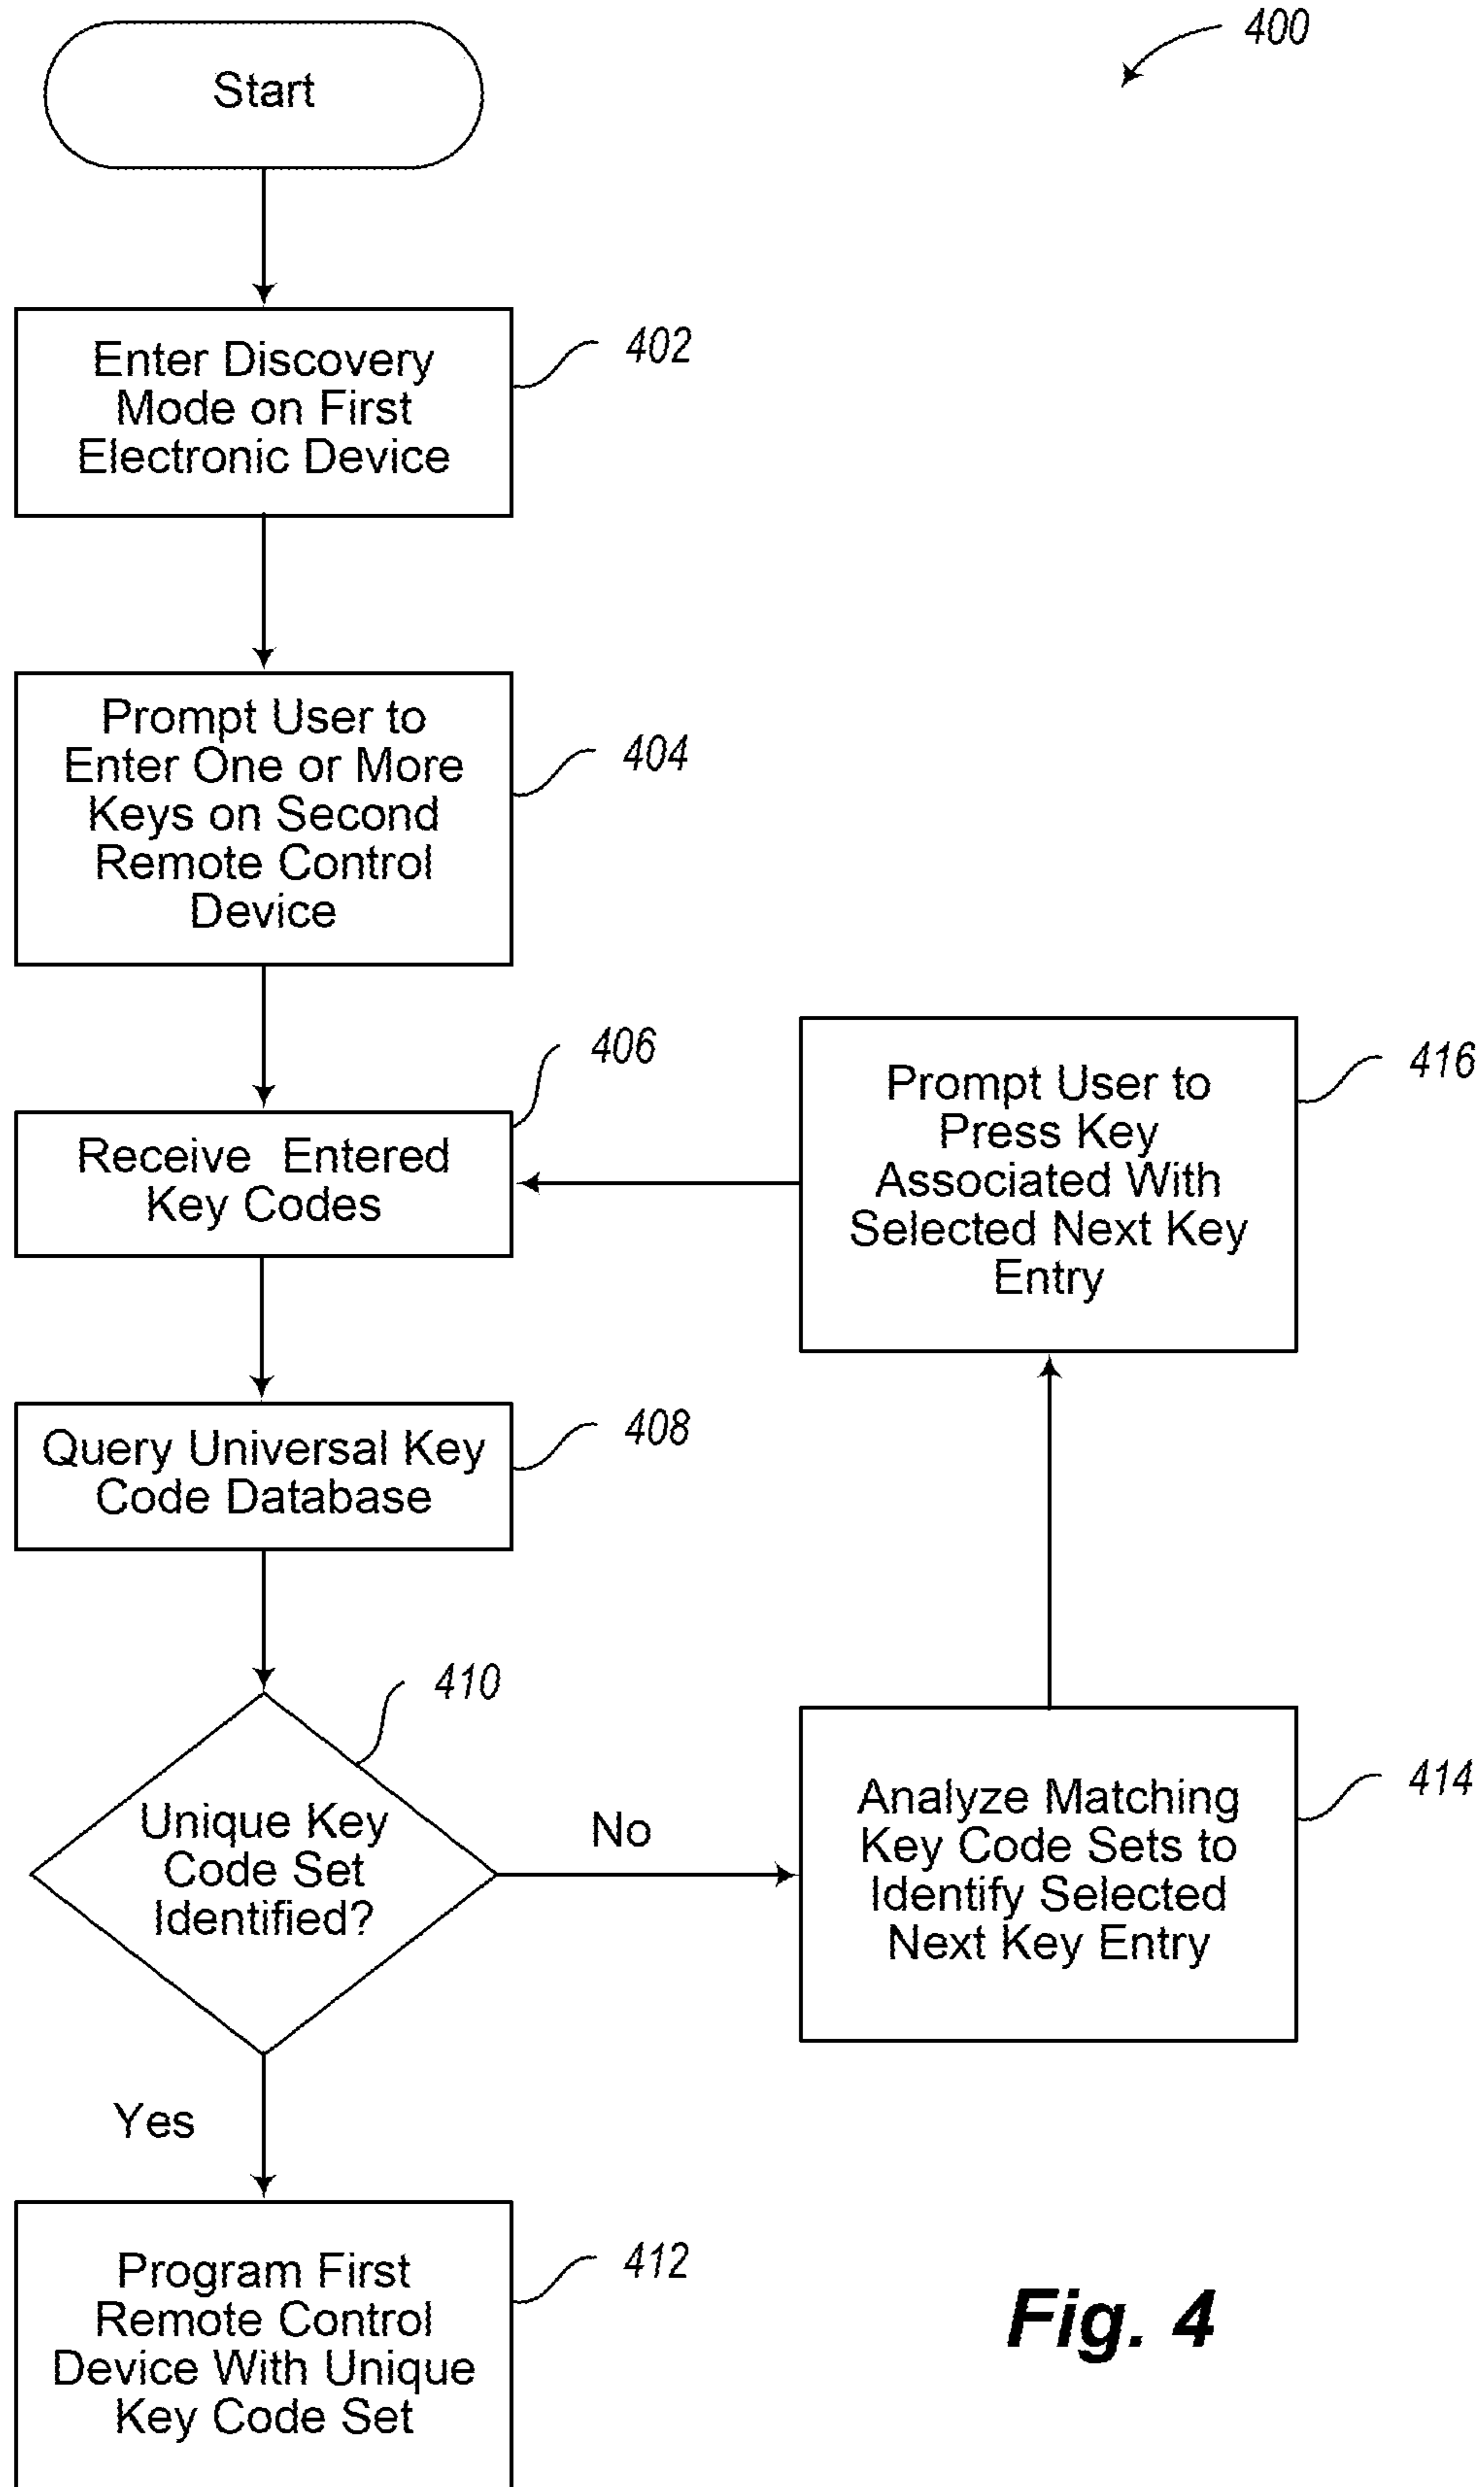 400
Start
Enter Discovery
Mode on First
Electronic Device
402
Prompt User to
Enter One or More
Keys on Second
Remote Control
Device
404
Receive Entered
Key Codes
406
Prompt User to
Press Key
Associated With
Selected Next Key
Entry
416
Query Universal Key
Code Database
408
Unique Key
Code Set
Identified?
410
No
Analyze Matching
Key Code Sets to
Identify Selected
Next Key Entry
414
Yes
Program First
Remote Control
Device With Unique
Key Code Set
412
Fig. 4